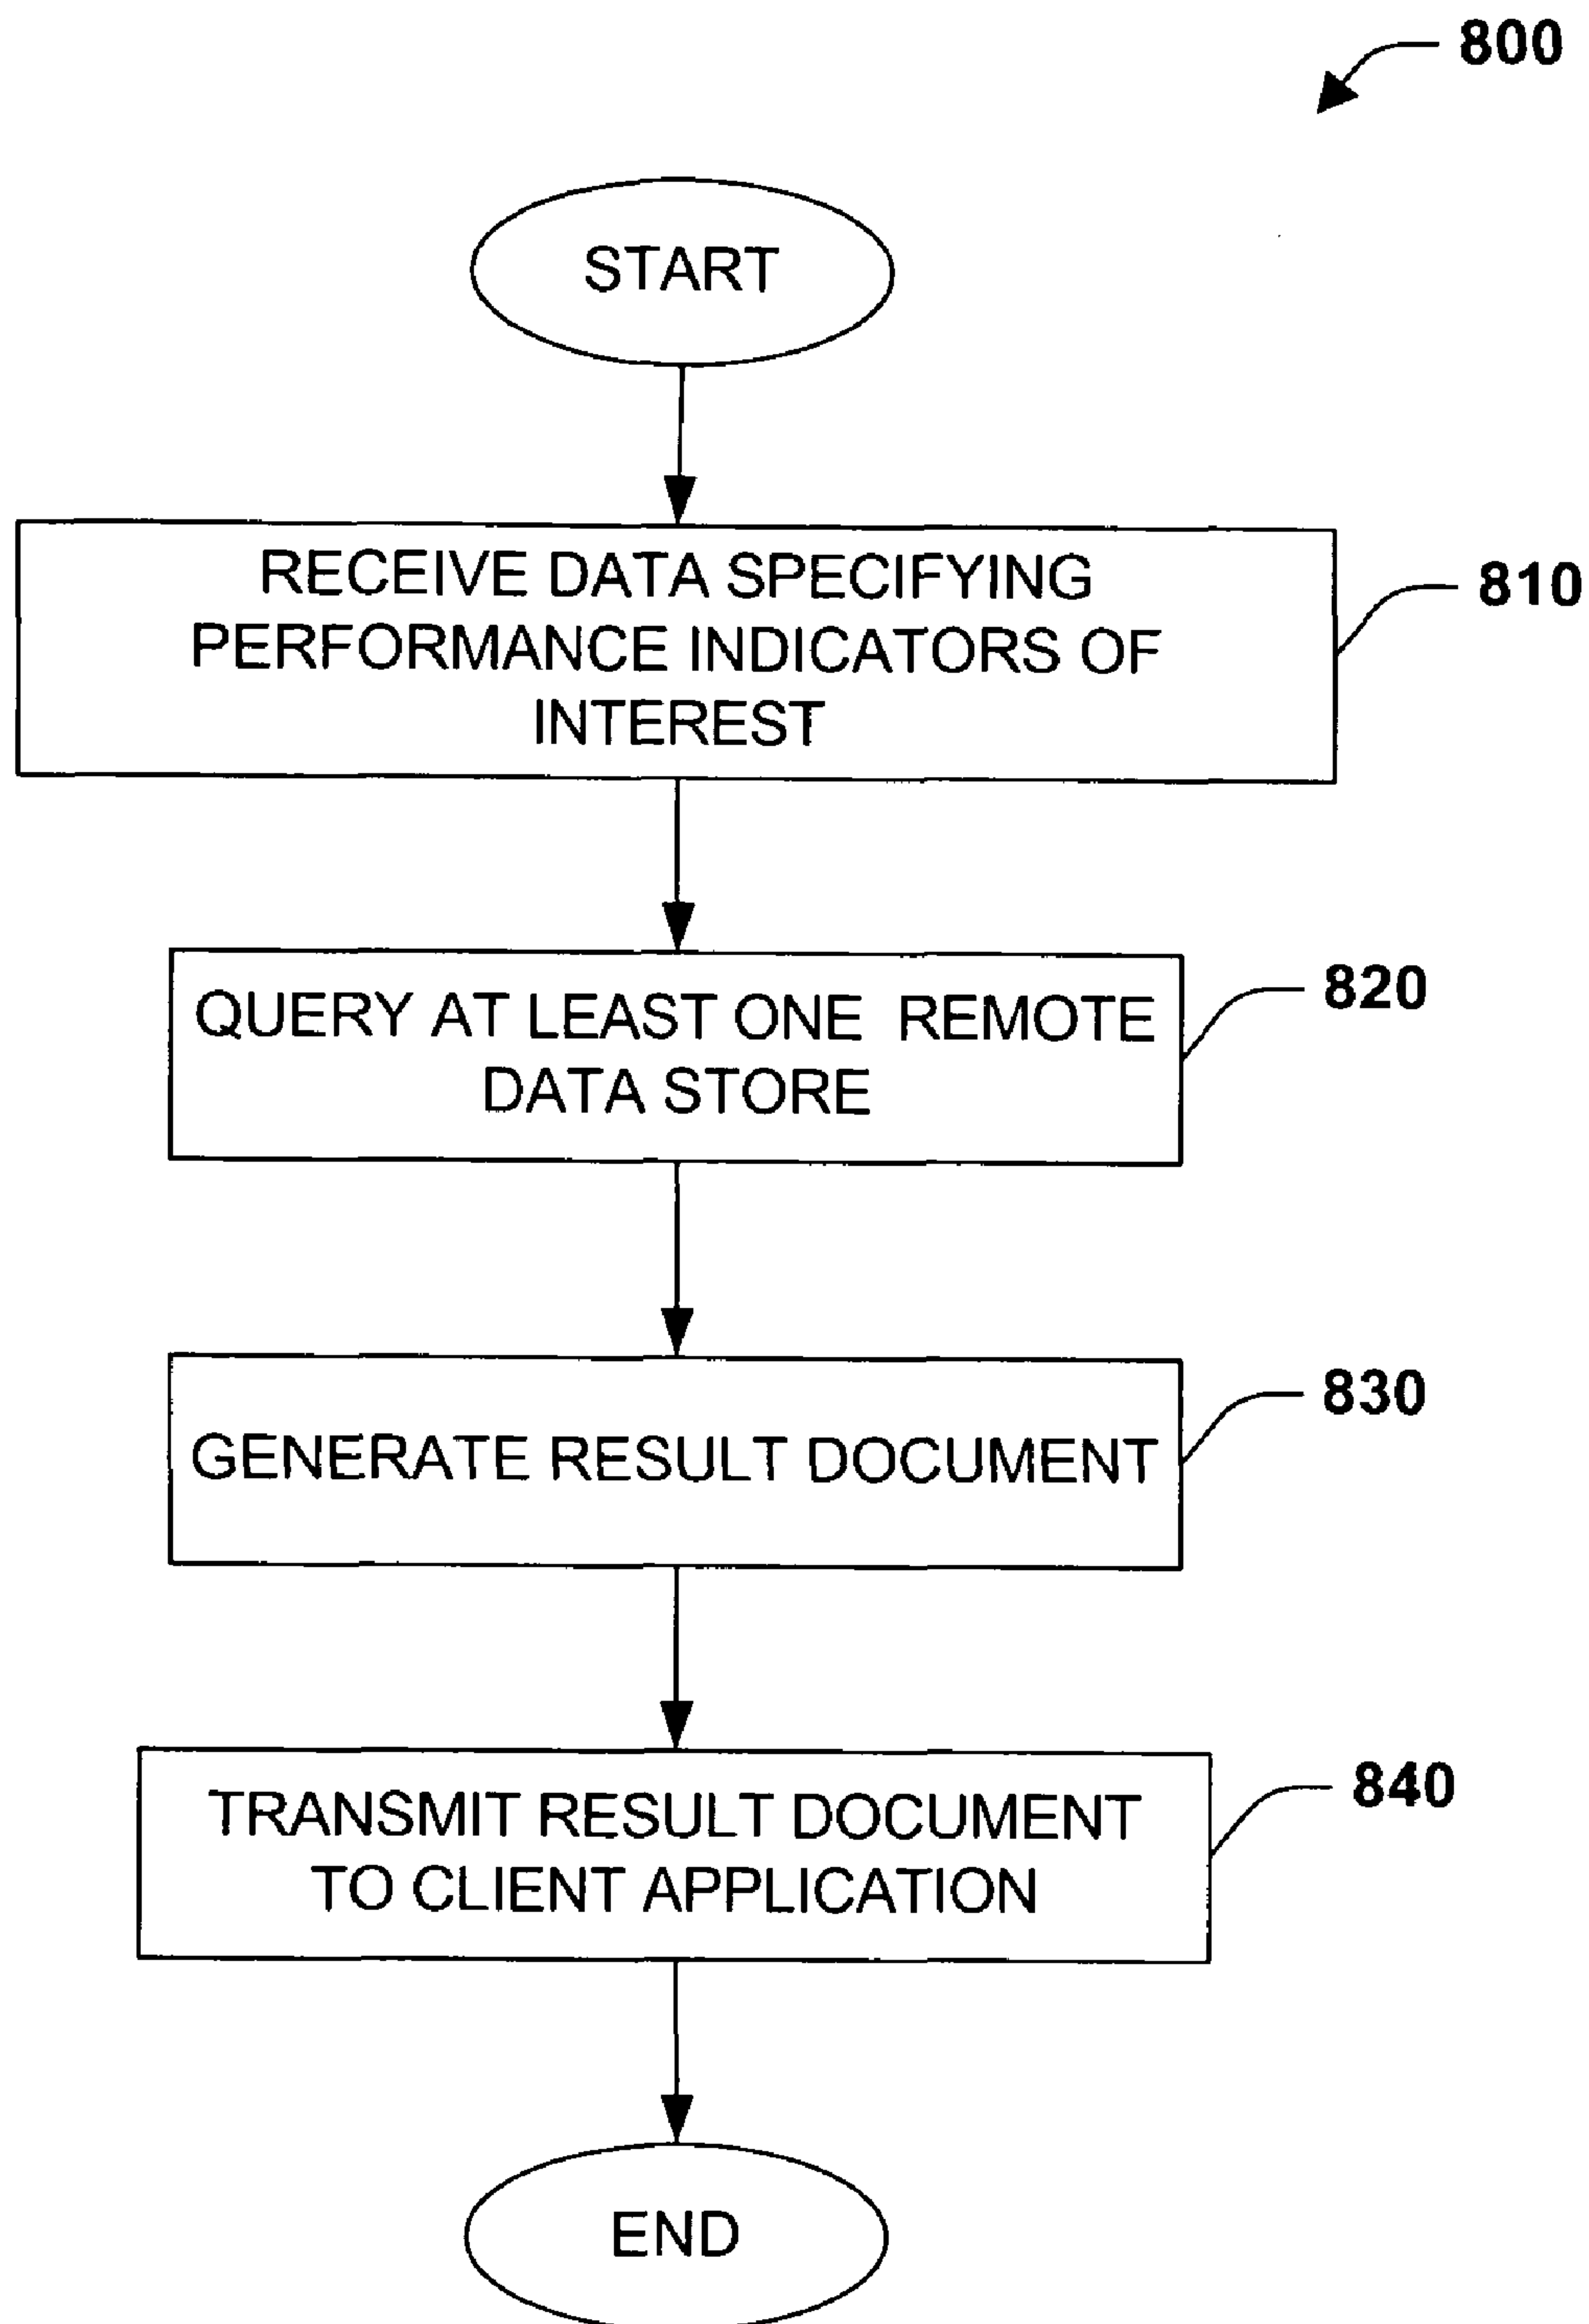 800
START
RECEIVE DATA SPECIFYING
PERFORMANCE INDICATORS OF
INTEREST
810
QUERY AT LEAST ONE REMOTE
DATA STORE
820
GENERATE RESULT DOCUMENT
830
TRANSMIT RESULT DOCUMENT
TO CLIENT APPLICATION
840
END